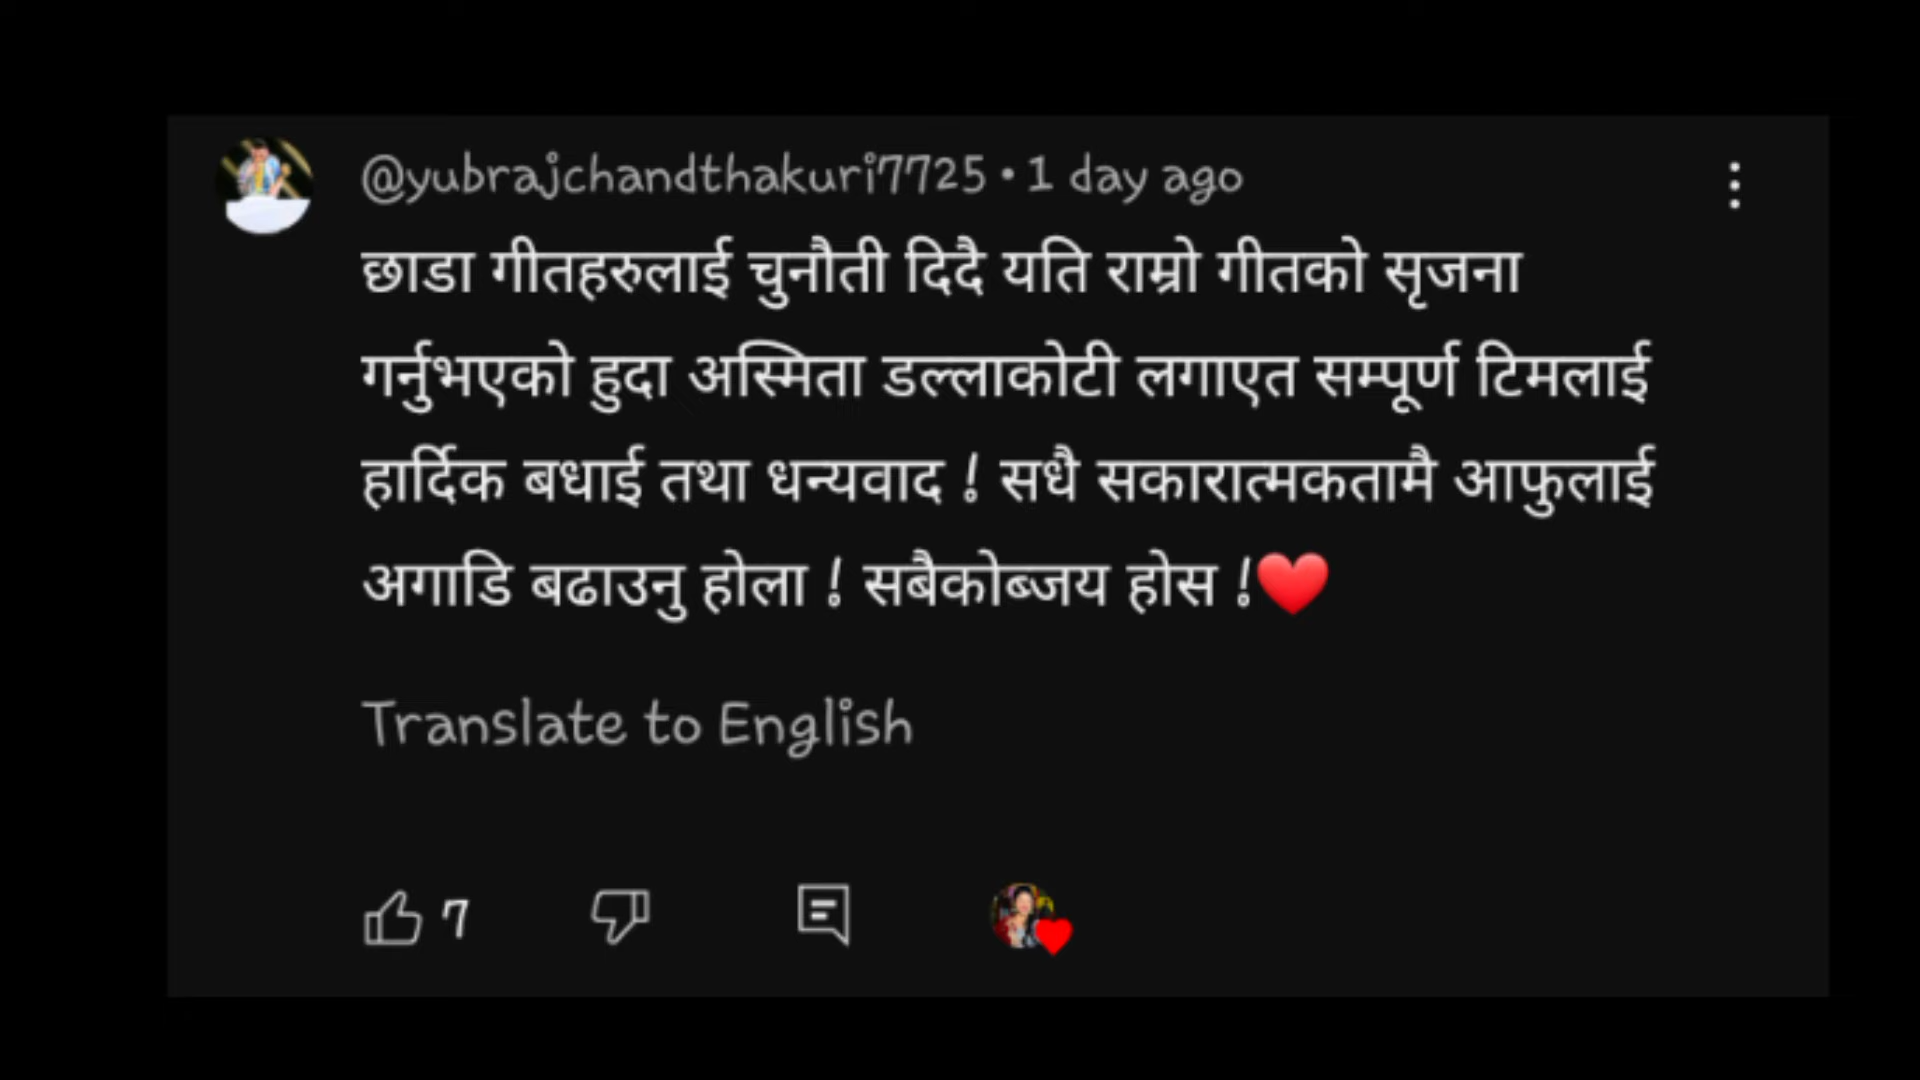 @yubrajchandthakuri7725 • 1 day ago
छाडा गीतहरुलाई चुनौती दिदै यति राम्रो गीतको सृजना
गर्नुभएको हुदा अस्मिता डल्लाकोटी लगाएत सम्पूर्ण टिमलाई
हार्दिक बधाई तथा धन्यवाद ! सधै सकारात्मकतामै आफुलाई
अगाडि बढाउनु होला ! सबैकोब्जय होस !❤️
Translate to English
7